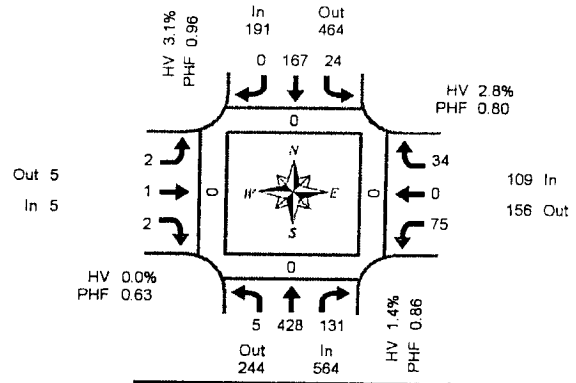 In Out
191 464
HV 3.1%
PHF 0.96
0 167 24
HV 2.8%
PHF 0.80
0
2
34
N
Out 5
1
0
W E
0
0
109 In
In 5
156 Out
2
S
75
0
HV 0.0%
PHF 0.63
5 428 131
HV 1.4%
PHF 0.86
Out In
244 564